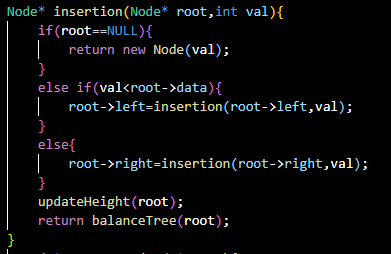 Node* insertion(Node* root,int val){
if(root==NULL){
return new Node(val);
}
else if(val<root->data){
root->left=insertion(root->left,val);
}
else{
root->right=insertion(root->right,val);
}
updateHeight(root);
return balanceTree(root);
}